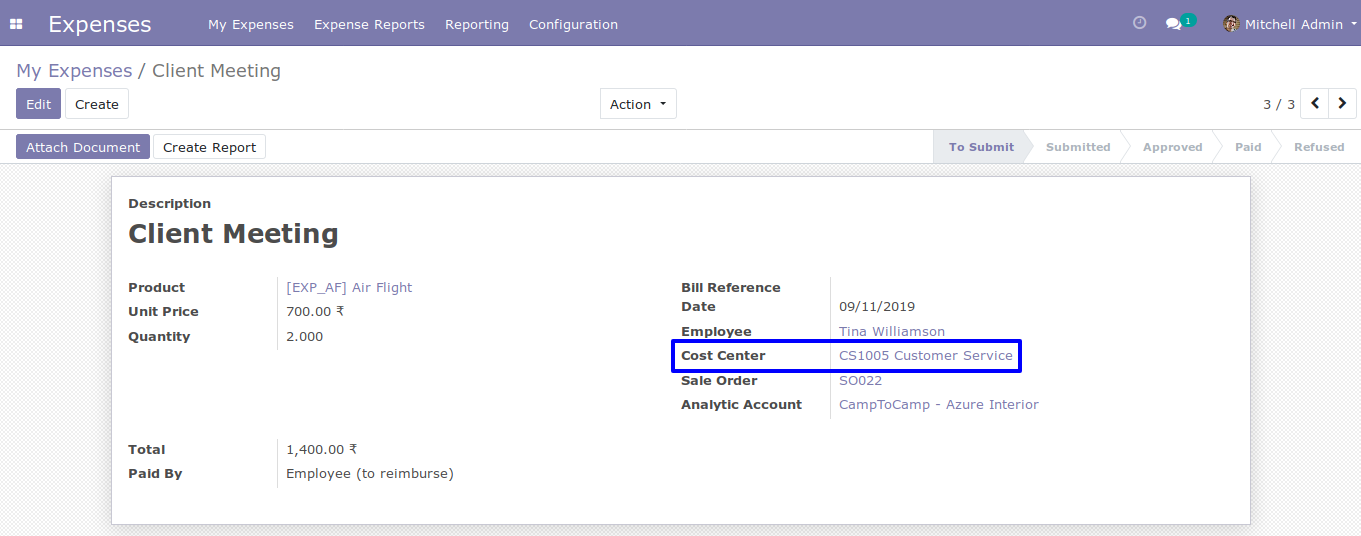 Expenses My Expenses Expense Reports Reporting Configuration 1 Mitchell Admin
My Expenses / Client Meeting
Edit Create Action 3 / 3
Attach Document Create Report To Submit Submitted Approved Paid Refused
Description
Client Meeting
Product [EXP_AF] Air Flight
Unit Price 700.00 ₹
Quantity 2.000
Bill Reference
Date 09/11/2019
Employee Tina Williamson
Cost Center CS1005 Customer Service
Sale Order SO022
Analytic Account CampToCamp - Azure Interior
Total 1,400.00 ₹
Paid By Employee (to reimburse)